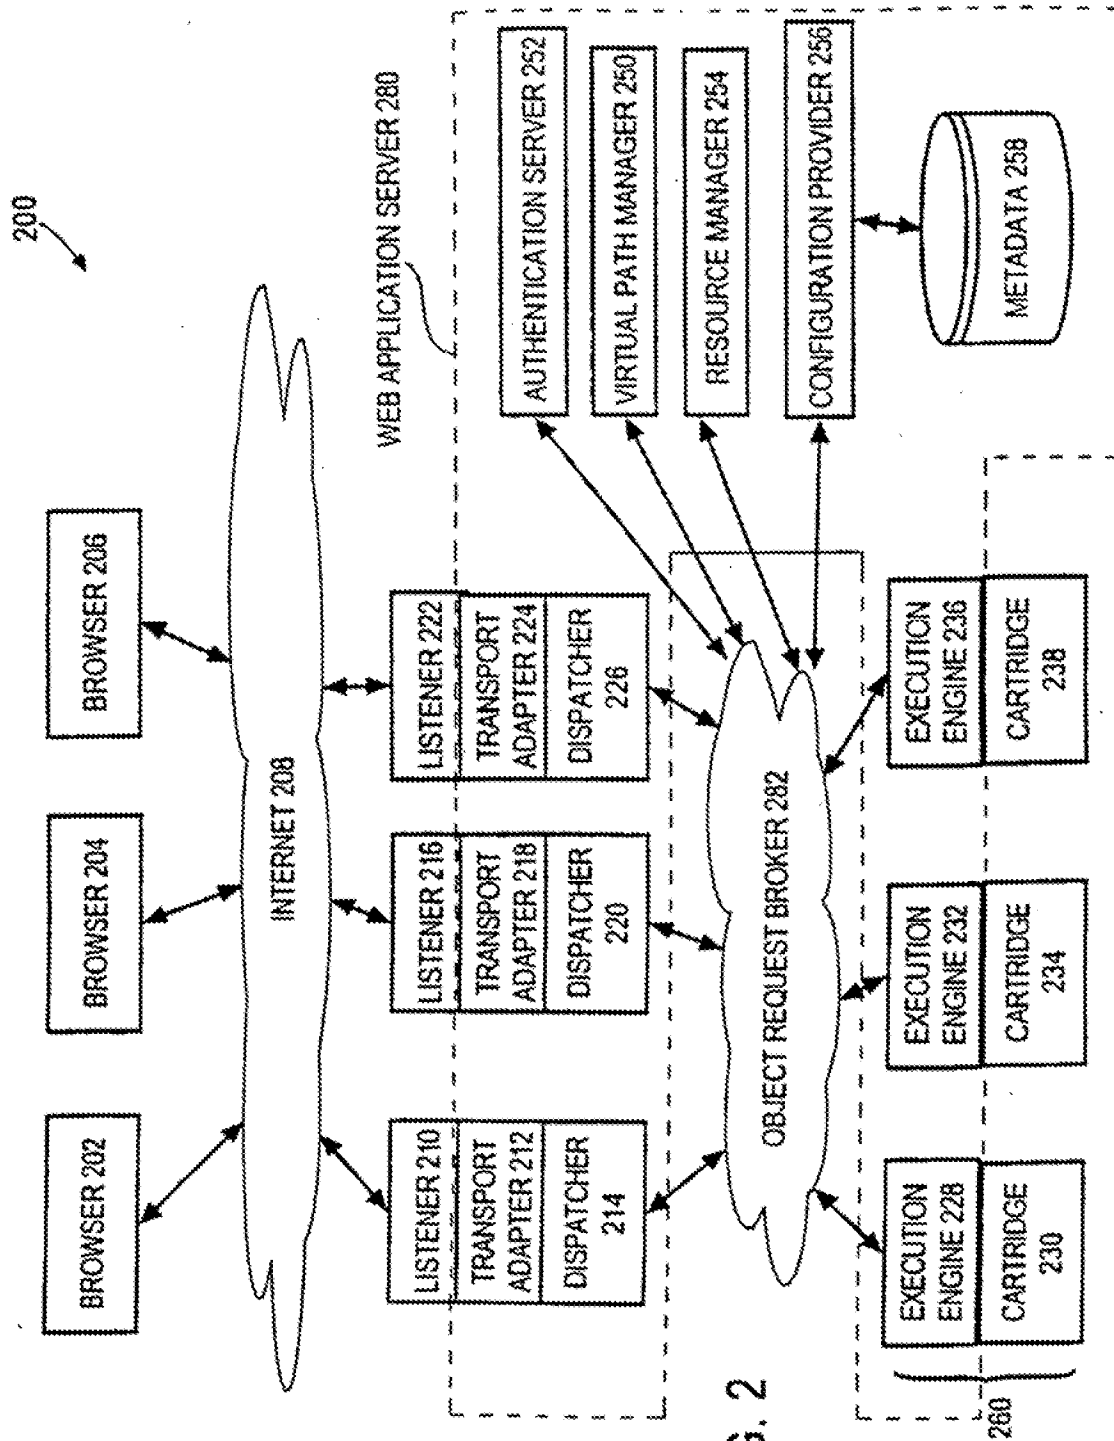 200
BROWSER 202
BROWSER 204
BROWSER 206
INTERNET 208
WEB APPLICATION SERVER 280
LISTENER 210
TRANSPORT
ADAPTER 212
DISPATCHER
214
LISTENER 216
TRANSPORT
ADAPTER 218
DISPATCHER
220
LISTENER 222
TRANSPORT
ADAPTER 224
DISPATCHER
226
AUTHENTICATION SERVER 252
VIRTUAL PATH MANAGER 250
RESOURCE MANAGER 254
CONFIGURATION PROVIDER 256
METADATA 258
OBJECT REQUEST BROKER 282
EXECUTION
ENGINE 228
CARTRIDGE
230
EXECUTION
ENGINE 232
CARTRIDGE
234
EXECUTION
ENGINE 236
CARTRIDGE
238
260
G. 2